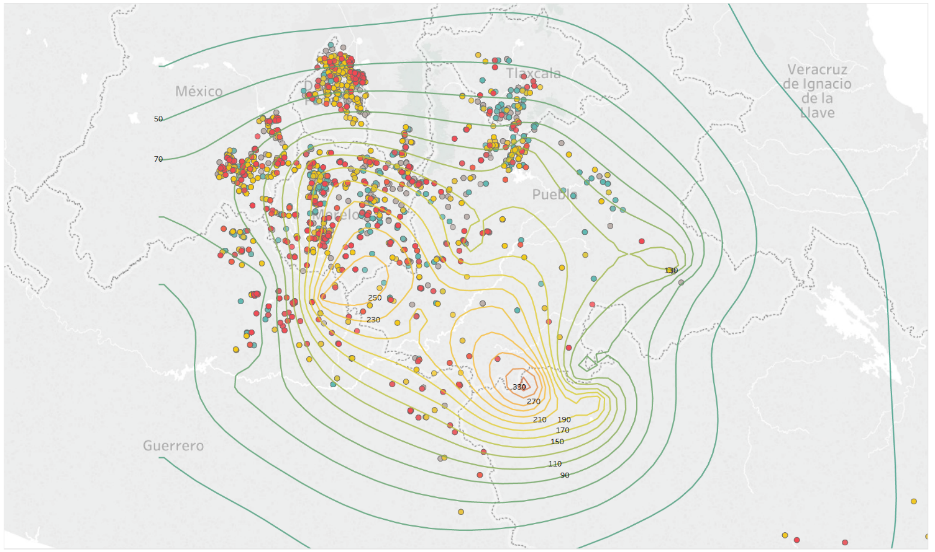 Veracruz
de Ignacio
de la
Llave
Tlaxcala
México
50
70
Puebla
Morelos
130
250
230
330
270
210
190
170
150
110
90
Guerrero